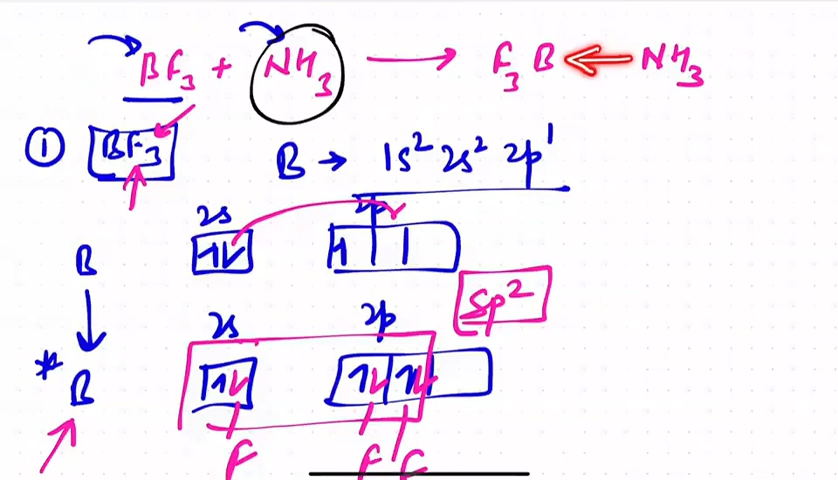 BF₃ + NH₃ → F₃B ⇐ NH₃
① BF₃
B → 1s² 2s² 2p¹
2s 2p
B
sp²
2s 2p
* B
F F F